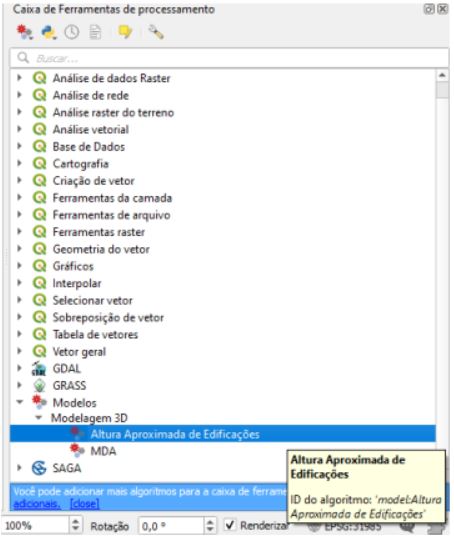 Caixa de Ferramentas de processamento
Buscar...
Análise de dados Raster
Análise de rede
Análise raster do terreno
Análise vetorial
Base de Dados
Cartografia
Criação de vetor
Ferramentas da camada
Ferramentas de arquivo
Ferramentas raster
Geometria do vetor
Gráficos
Interpolar
Selecionar vetor
Sobreposição de vetor
Tabela de vetores
Vetor geral
GDAL
GRASS
Modelos
Modelagem 3D
Altura Aproximada de Edificações
MDA
SAGA
Altura Aproximada de
Edificações
ID do algoritmo: 'model:Altura
Aproximada de Edificações'
Você pode adicionar mais algoritmos para a caixa de ferrame
adicionais. [close]
100% Rotação 0,0 ° Renderizar EPSG:31985